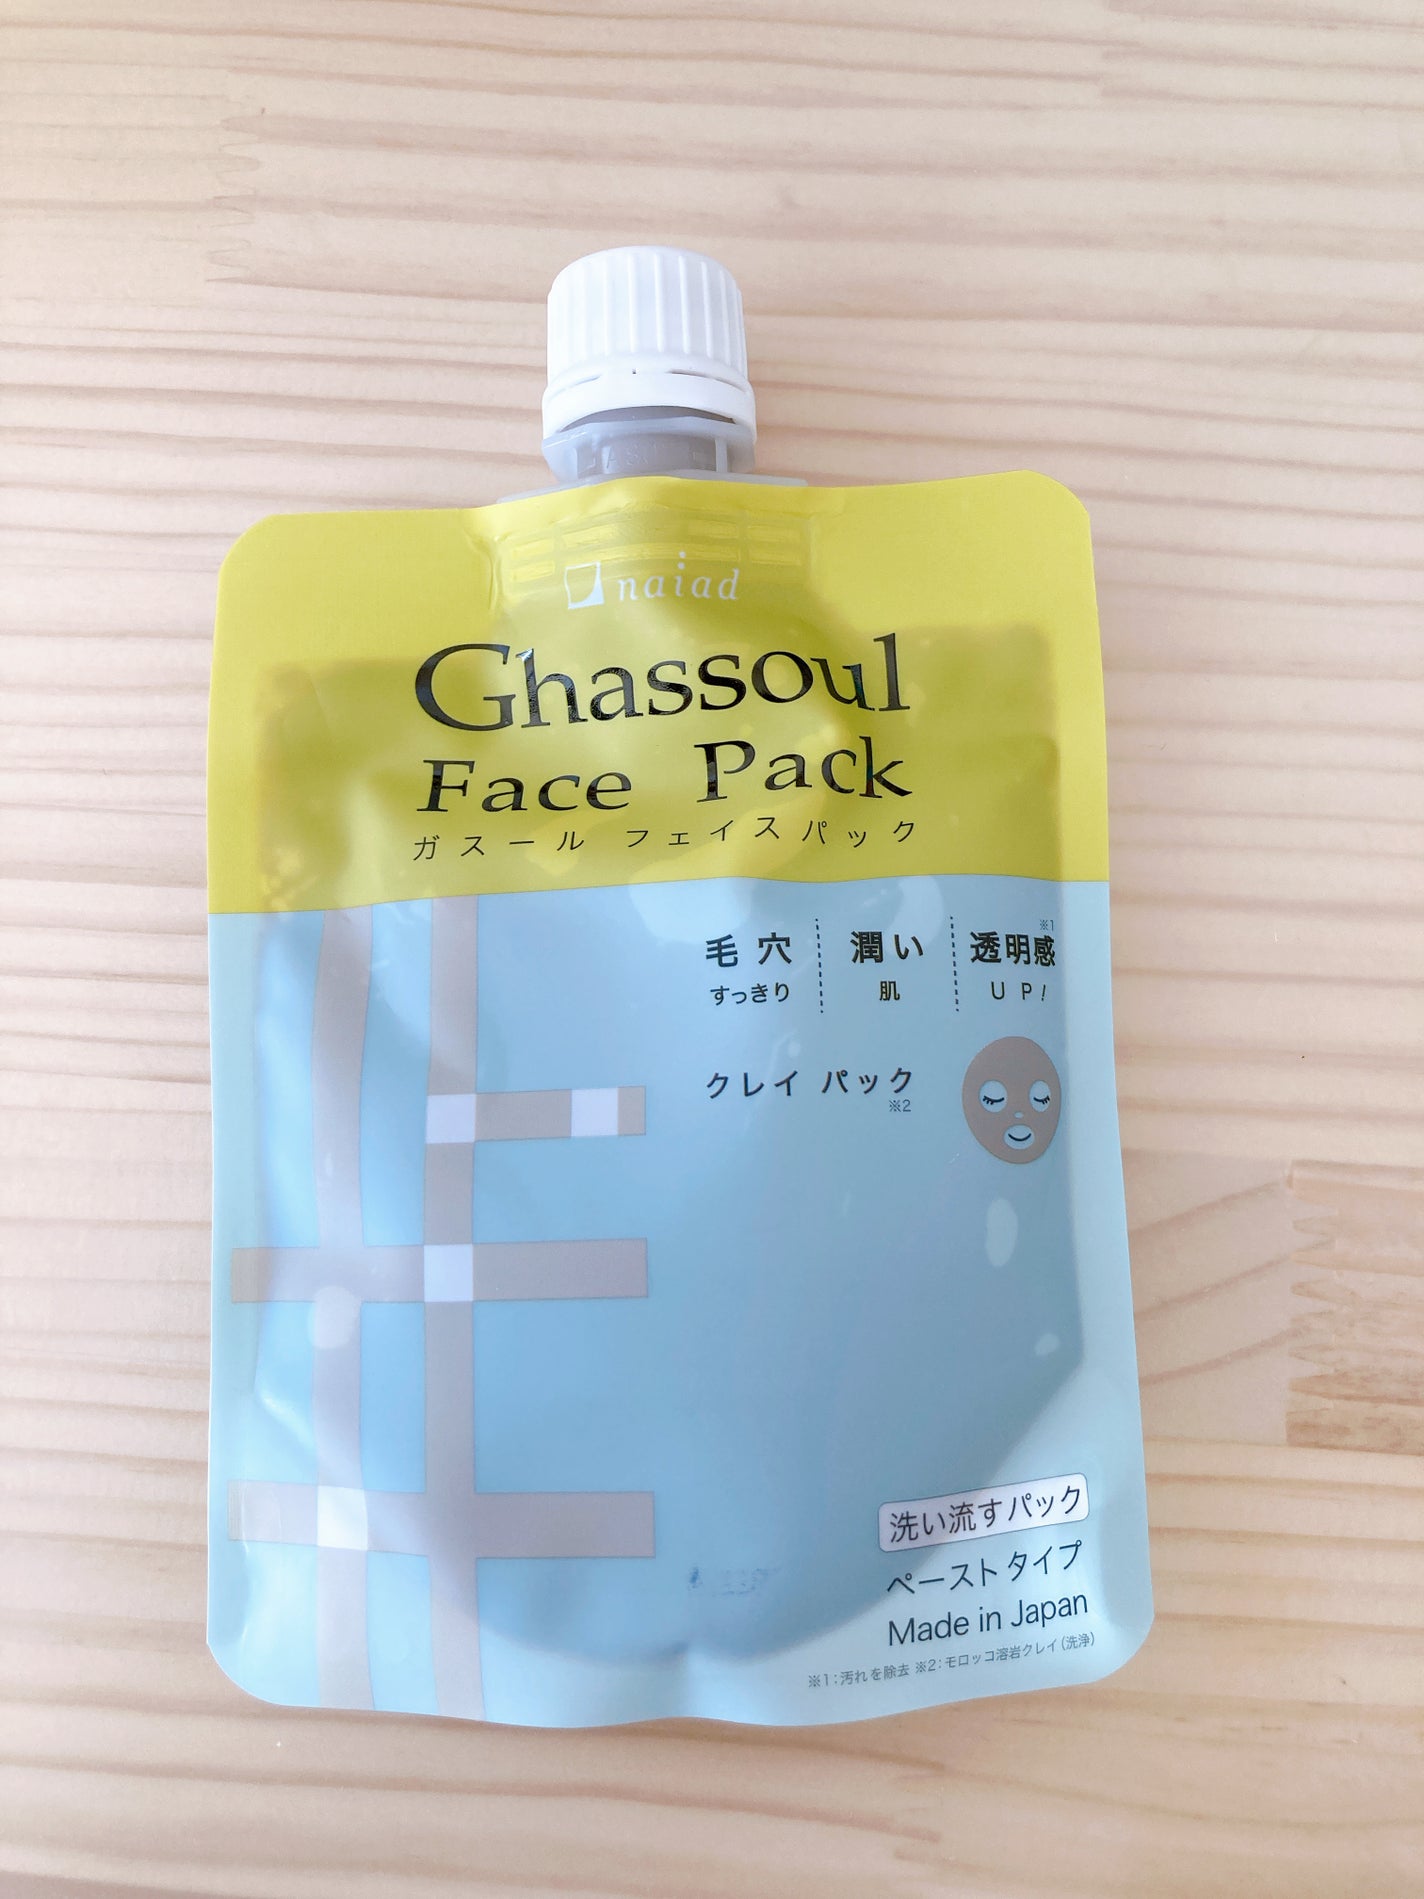 naiad
Ghassoul
Face Pack
ガスール フェイスパック
毛穴 潤い 透明感※1
すっきり 肌 UP!
クレイ パック
※2
洗い流すパック
ペーストタイプ
Made in Japan
※1:汚れを除去 ※2:モロッコ溶岩クレイ(洗浄)